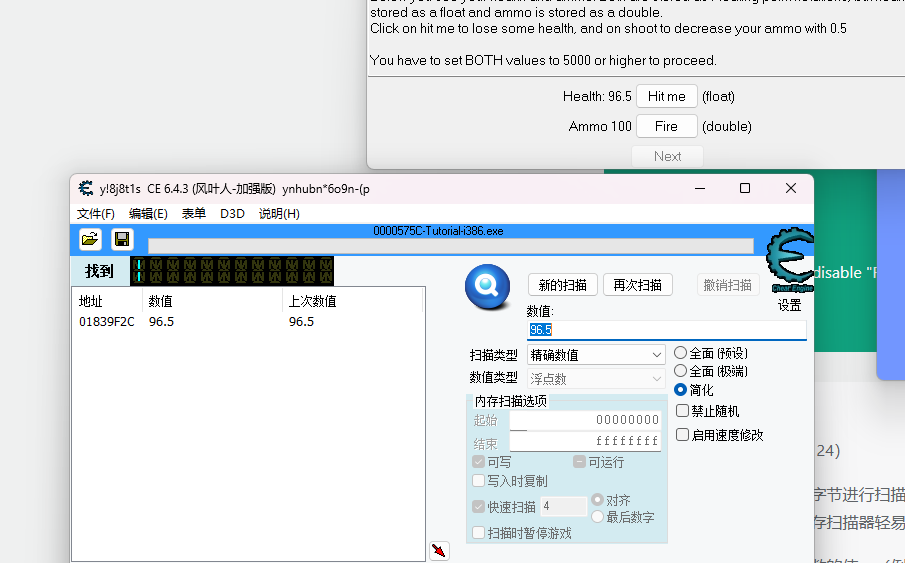 stored as a float and ammo is stored as a double.
Click on hit me to lose some health, and on shoot to decrease your ammo with 0.5
You have to set BOTH values to 5000 or higher to proceed.
Health: 96.5 Hit me (float)
Ammo 100 Fire (double)
Next
y!8j8t1s CE 6.4.3 (风叶人-加强版) ynhubn*6o9n-(p
文件(F) 编辑(E) 表单 D3D 说明(H)
0000575C-Tutorial-i386.exe
找到 1
地址 数值 上次数值
01839F2C 96.5 96.5
新的扫描 再次扫描 撤销扫描
Cheat Engine
设置
数值:
96.5
扫描类型 精确数值
数值类型 浮点数
全面 (预设)
全面 (极端)
简化
禁止随机
启用速度修改
内存扫描选项
起始 00000000
结束 ffffffff
可写 可运行
写入时复制
快速扫描 4 对齐
最后数字
扫描时暂停游戏
disable "F
24)
字节进行扫描
存扫描器轻易